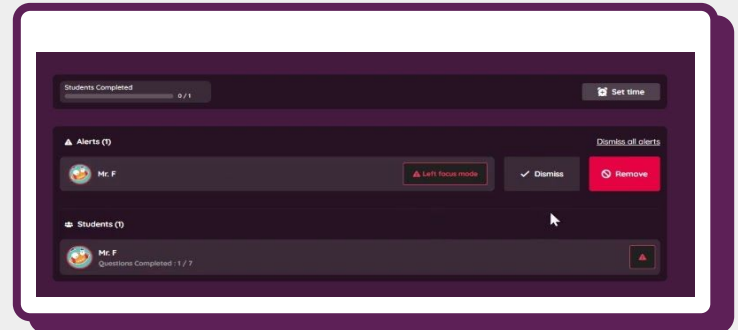 Students Completed
0 / 1
Set time
Alerts (1)
Dismiss all alerts
Mr. F
Left focus mode
Dismiss
Remove
Students (1)
Mr. F
Questions Completed : 1 / 7